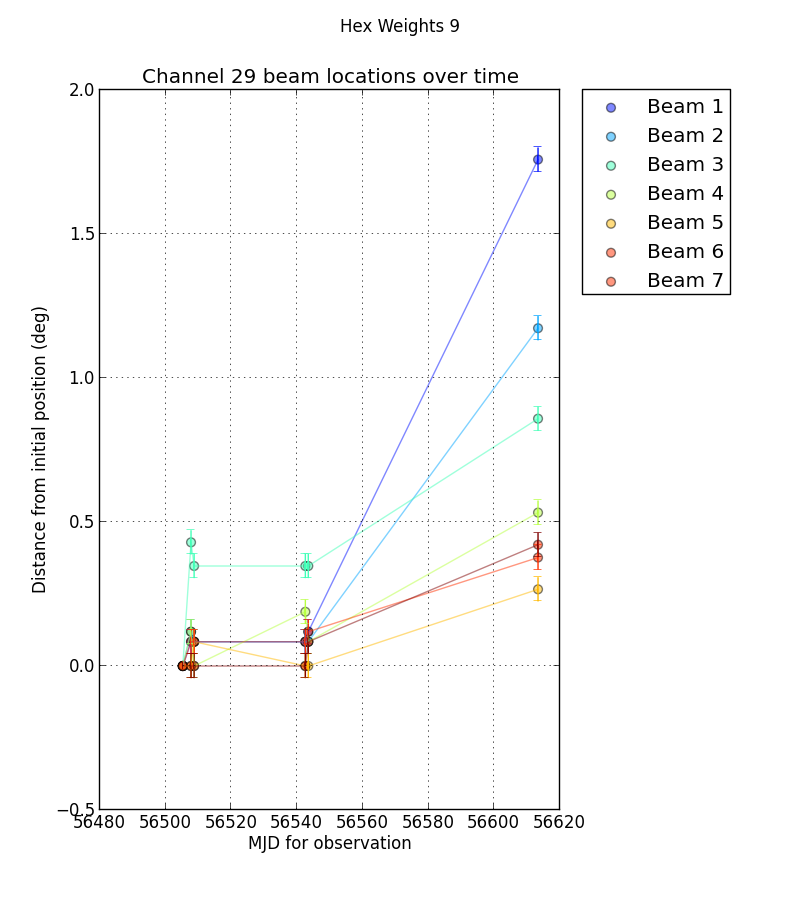 Hex Weights 9
Channel 29 beam locations over time
2.0
1.5
1.0
0.5
0.0
−0.5
Distance from initial position (deg)
56480 56500 56520 56540 56560 56580 56600 56620
MJD for observation
Beam 1
Beam 2
Beam 3
Beam 4
Beam 5
Beam 6
Beam 7